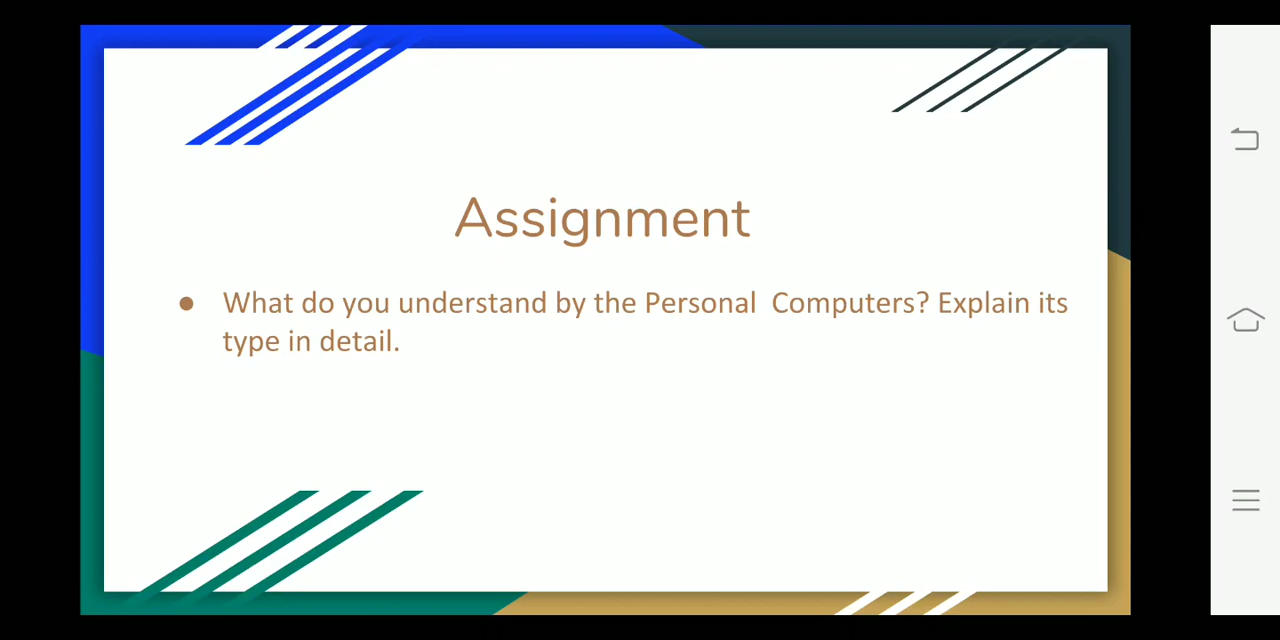 Assignment
● What do you understand by the Personal  Computers? Explain its
type in detail.